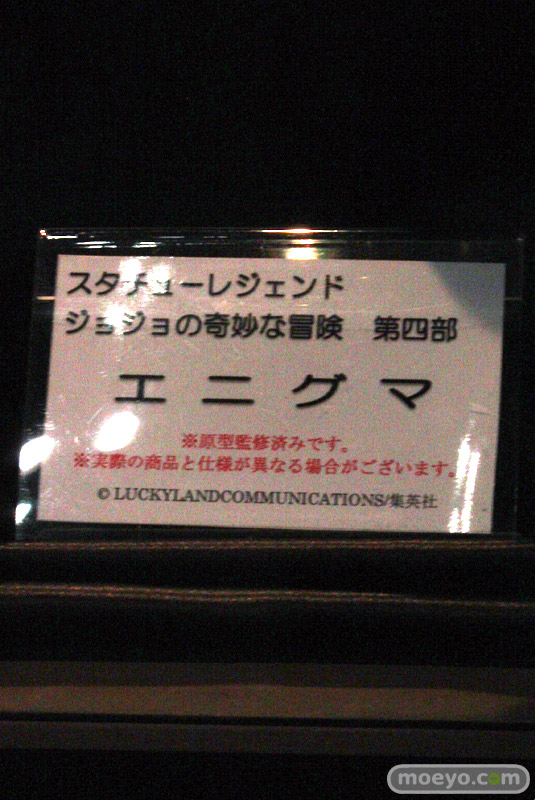 スタチューレジェンド
ジョジョの奇妙な冒険　第四部
エニグマ
※原型監修済みです。
※実際の商品と仕様が異なる場合がございます。
© LUCKYLANDCOMMUNICATIONS/集英社
moeyo.com